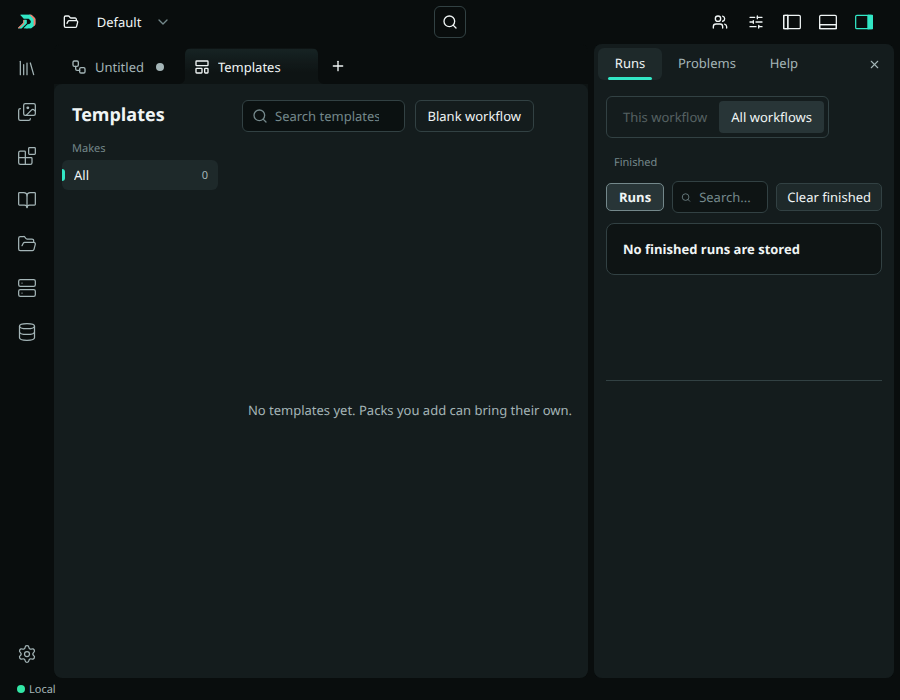 Default
Untitled
Templates
Runs
Problems
Help
Templates
Search templates
Blank workflow
This workflow
All workflows
Makes
All
0
Finished
Runs
Search...
Clear finished
No finished runs are stored
No templates yet. Packs you add can bring their own.
Local